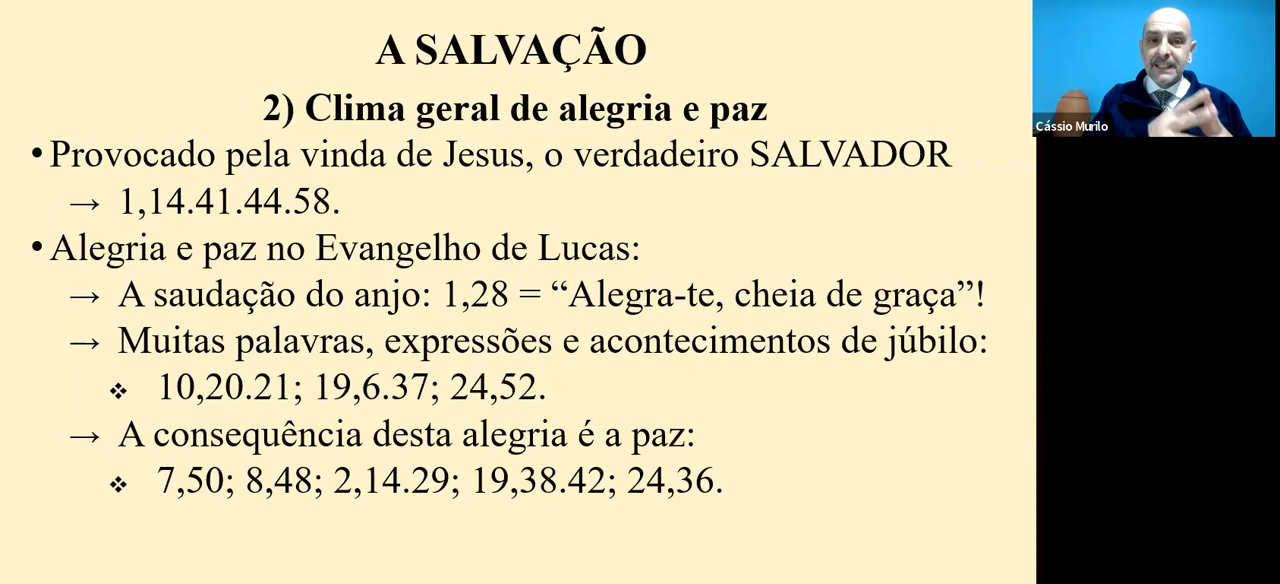 A SALVAÇÃO
2) Clima geral de alegria e paz
• Provocado pela vinda de Jesus, o verdadeiro SALVADOR
→ 1,14.41.44.58.
• Alegria e paz no Evangelho de Lucas:
→ A saudação do anjo: 1,28 = “Alegra-te, cheia de graça”!
→ Muitas palavras, expressões e acontecimentos de júbilo:
❖ 10,20.21; 19,6.37; 24,52.
→ A consequência desta alegria é a paz:
❖ 7,50; 8,48; 2,14.29; 19,38.42; 24,36.
Cássio Murilo